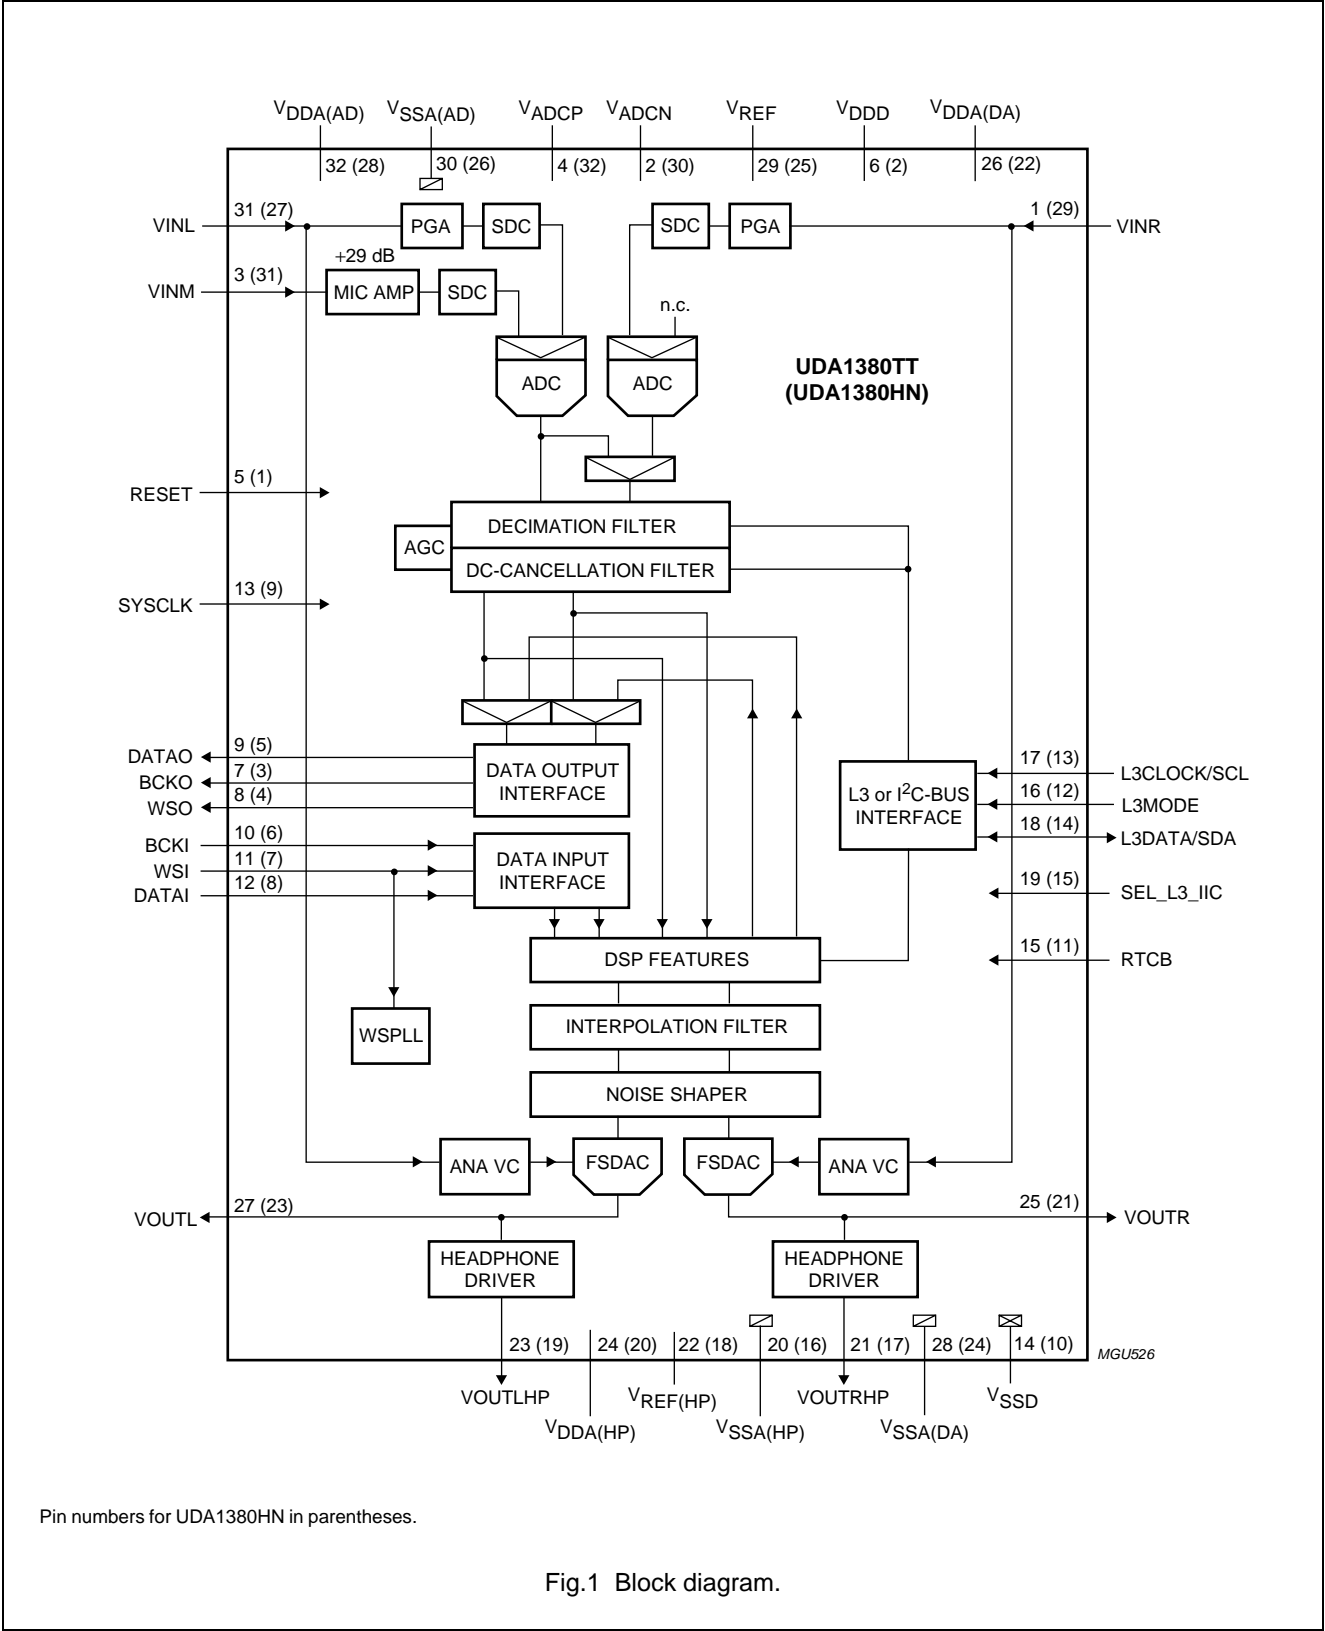 VDDA(AD) VSSA(AD) VADCP VADCN VREF VDDD VDDA(DA)
32 (28) 30 (26) 4 (32) 2 (30) 29 (25) 6 (2) 26 (22)
VINL 31 (27) PGA SDC SDC PGA 1 (29) VINR
+29 dB
VINM 3 (31) MIC AMP SDC
n.c.
ADC ADC
UDA1380TT
(UDA1380HN)
RESET 5 (1)
DECIMATION FILTER
AGC
DC-CANCELLATION FILTER
SYSCLK 13 (9)
DATAO 9 (5)
BCKO 7 (3)
WSO 8 (4)
DATA OUTPUT
INTERFACE
L3 or I2C-BUS
INTERFACE
17 (13) L3CLOCK/SCL
16 (12) L3MODE
18 (14) L3DATA/SDA
BCKI 10 (6)
WSI 11 (7)
DATAI 12 (8)
DATA INPUT
INTERFACE
19 (15) SEL_L3_IIC
15 (11) RTCB
DSP FEATURES
WSPLL
INTERPOLATION FILTER
NOISE SHAPER
ANA VC FSDAC FSDAC ANA VC
VOUTL 27 (23)
25 (21) VOUTR
HEADPHONE
DRIVER
HEADPHONE
DRIVER
23 (19) 24 (20) 22 (18) 20 (16) 21 (17) 28 (24) 14 (10)
MGU526
VOUTLHP VREF(HP) VOUTRHP VSSD
VDDA(HP) VSSA(HP) VSSA(DA)
Pin numbers for UDA1380HN in parentheses.
Fig.1 Block diagram.